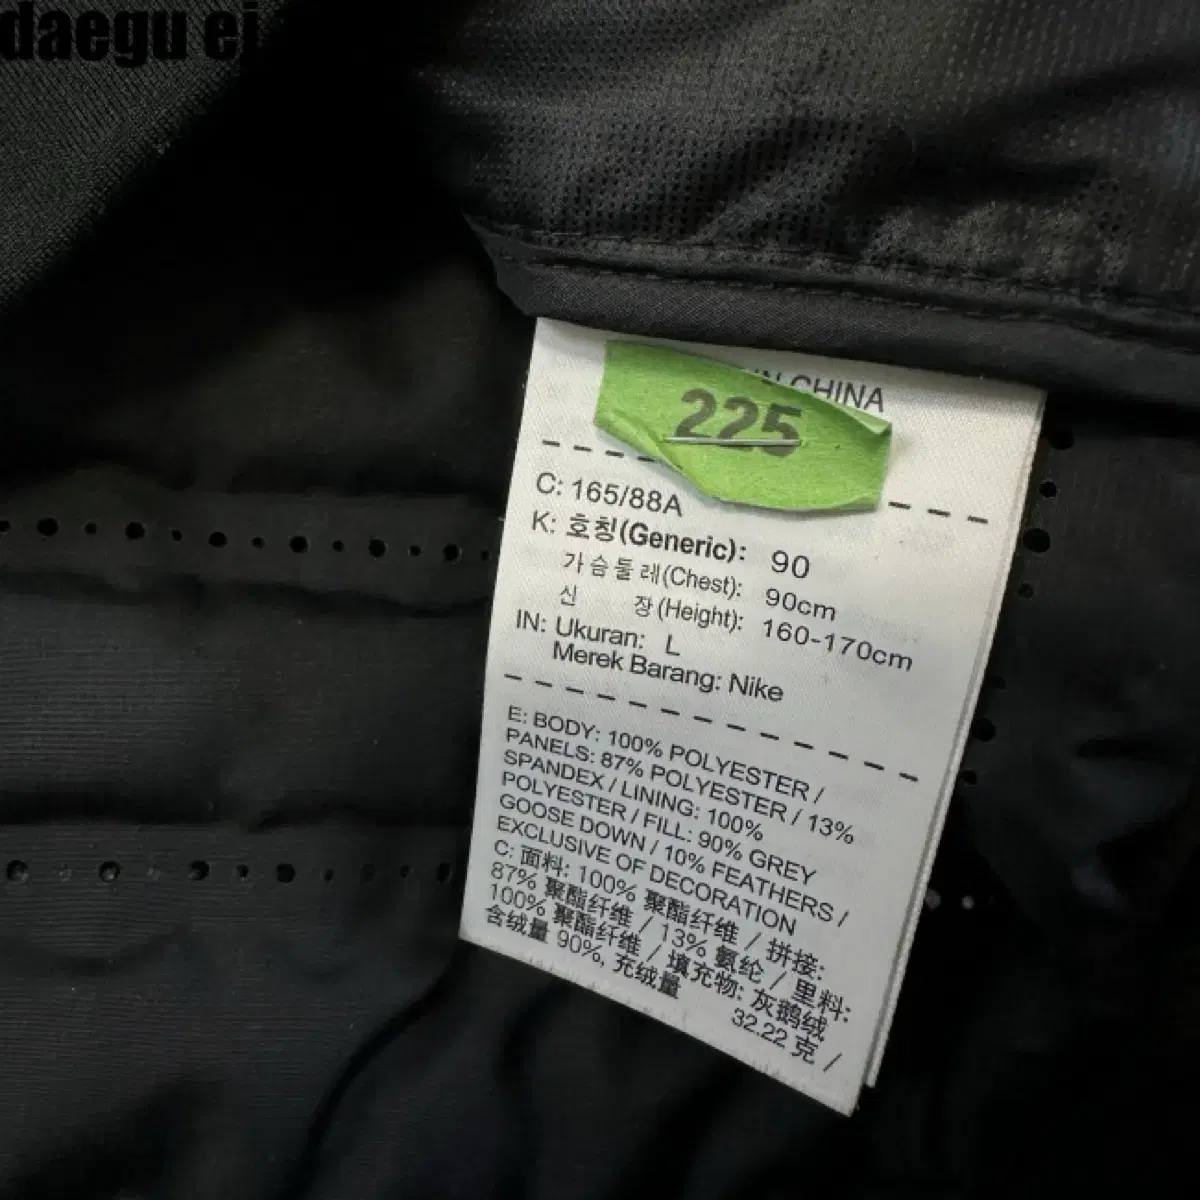 daegu ej
IN CHINA
225
C: 165/88A
K: 호칭(Generic): 90
가슴둘레(Chest): 90cm
신 장(Height): 160-170cm
IN: Ukuran: L
Merek Barang: Nike
E: BODY: 100% POLYESTER /
PANELS: 87% POLYESTER / 13%
SPANDEX / LINING: 100%
POLYESTER / FILL: 90% GREY
GOOSE DOWN / 10% FEATHERS /
EXCLUSIVE OF DECORATION
C: 面料: 100% 聚酯纤维 / 拼接:
87% 聚酯纤维 / 13% 氨纶 / 里料:
100% 聚酯纤维 / 填充物: 灰鹅绒
含绒量 90%, 充绒量
32.22 克 /